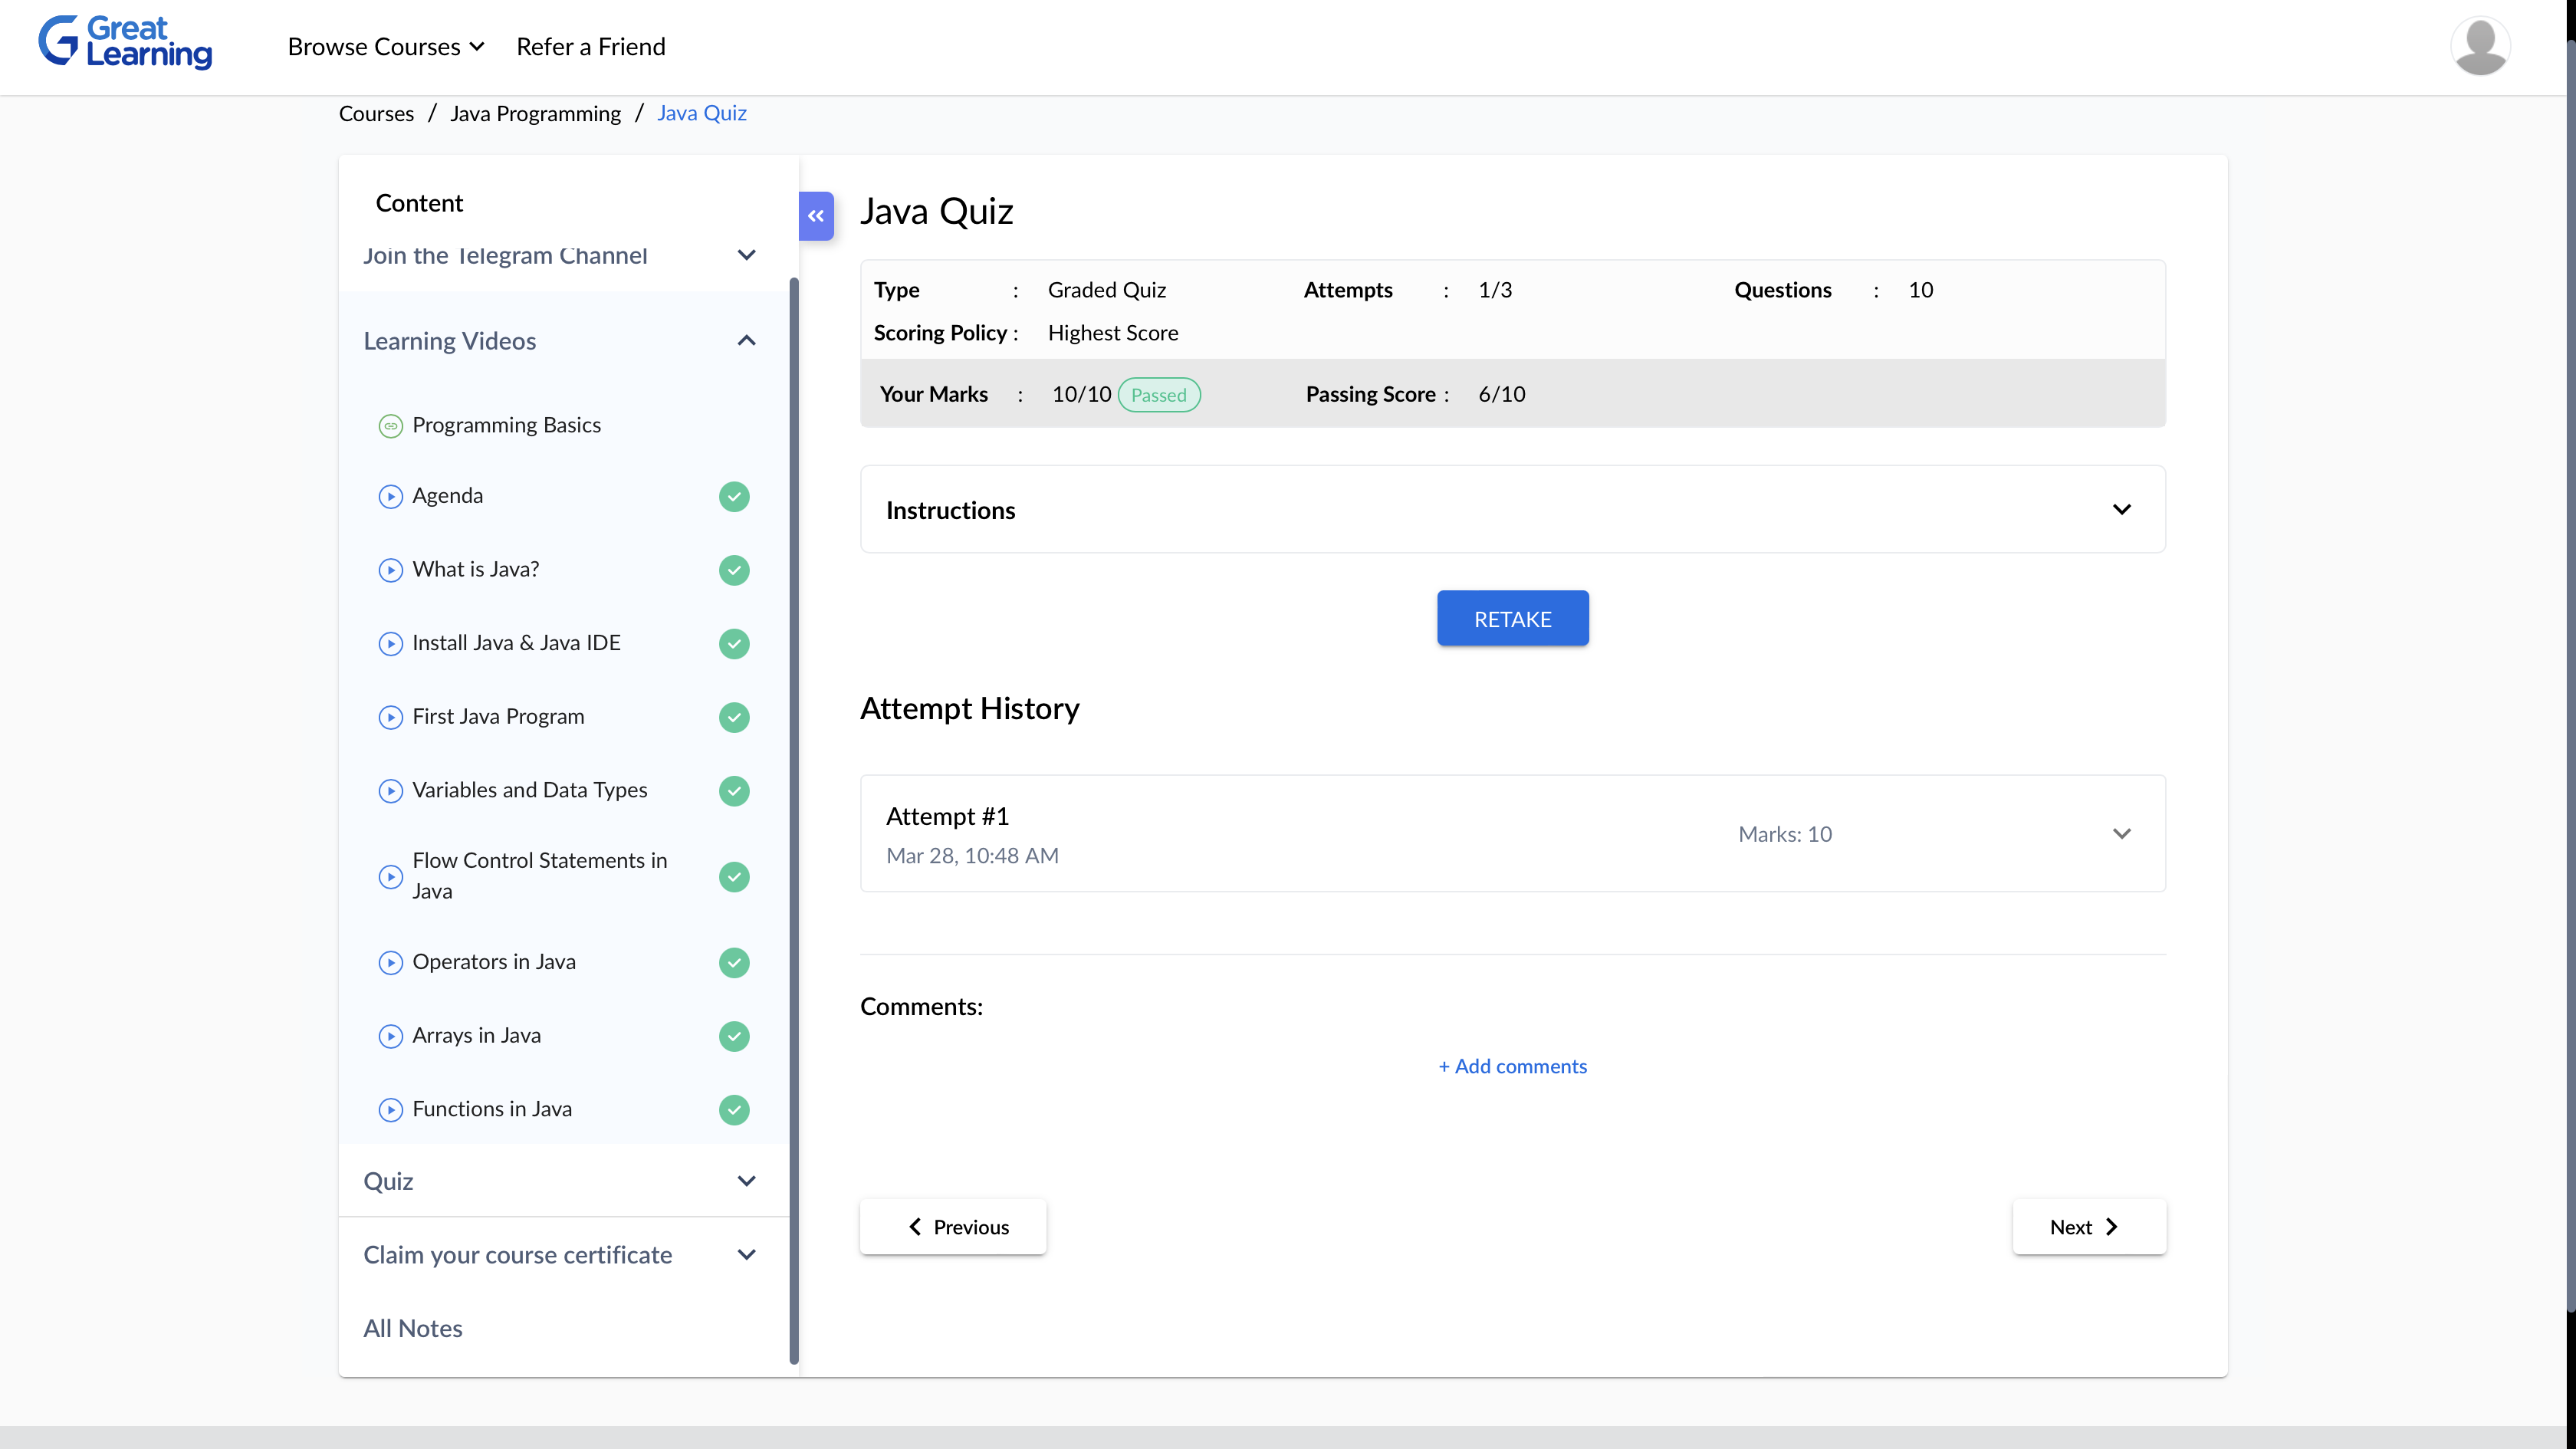 Great
Learning
Browse Courses
Refer a Friend
Courses / Java Programming / Java Quiz
Content
Join the Telegram Channel
Learning Videos
Programming Basics
Agenda
What is Java?
Install Java & Java IDE
First Java Program
Variables and Data Types
Flow Control Statements in
Java
Operators in Java
Arrays in Java
Functions in Java
Quiz
Claim your course certificate
All Notes
Java Quiz
Type : Graded Quiz
Attempts : 1/3
Questions : 10
Scoring Policy : Highest Score
Your Marks : 10/10 Passed
Passing Score : 6/10
Instructions
RETAKE
Attempt History
Attempt #1
Mar 28, 10:48 AM
Marks: 10
Comments:
+ Add comments
Previous
Next